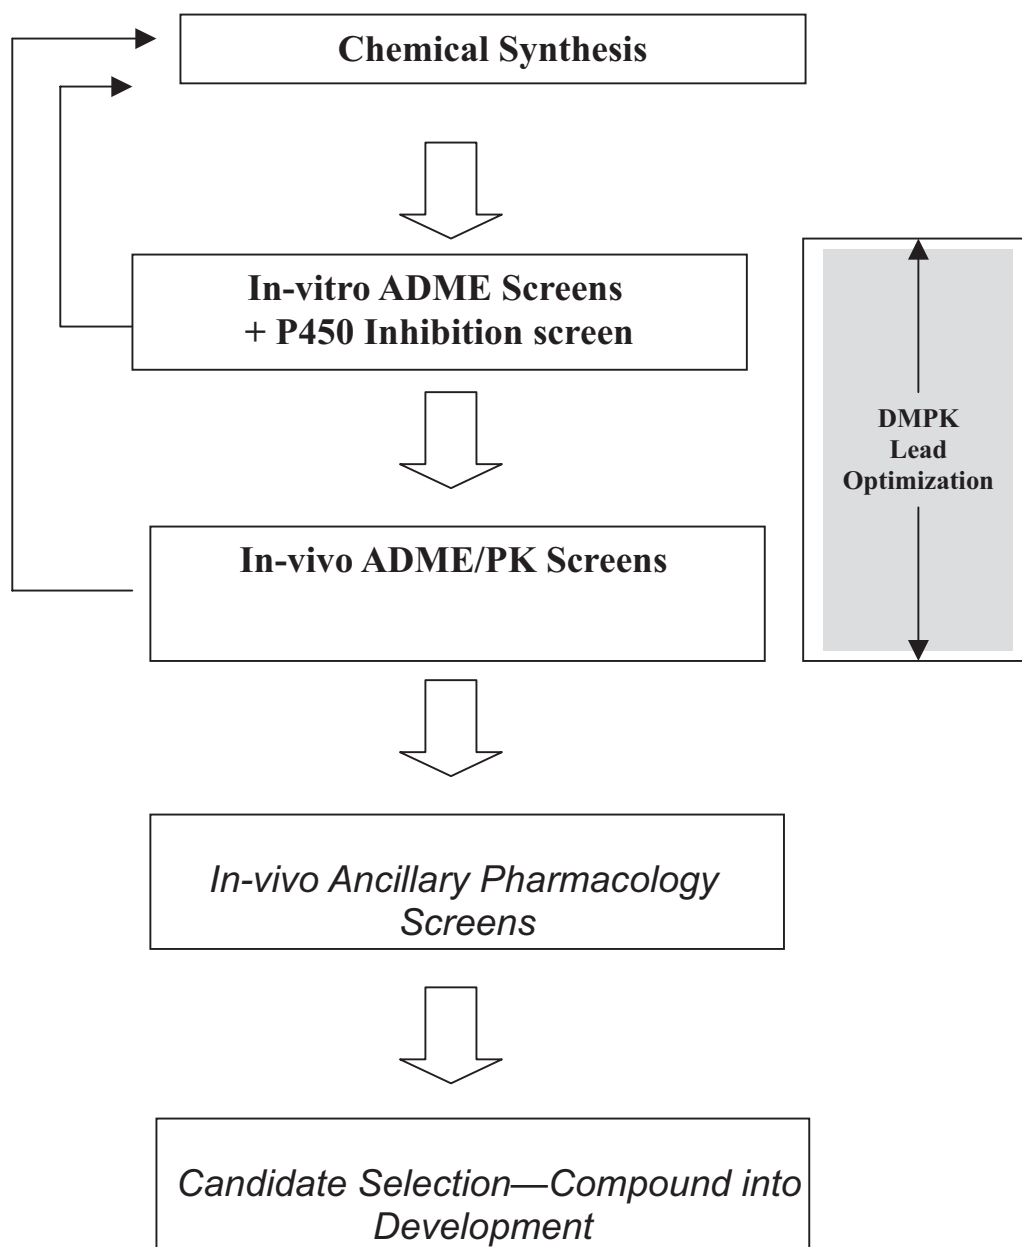 Chemical Synthesis
In-vitro ADME Screens
+ P450 Inhibition screen
DMPK
Lead
Optimization
In-vivo ADME/PK Screens
In-vivo Ancillary Pharmacology
Screens
Candidate Selection—Compound into
Development